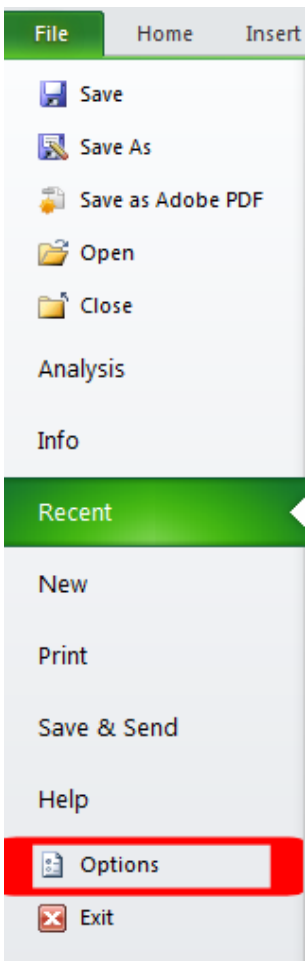 File Home Insert
Save
Save As
Save as Adobe PDF
Open
Close
Analysis
Info
Recent
New
Print
Save & Send
Help
Options
Exit